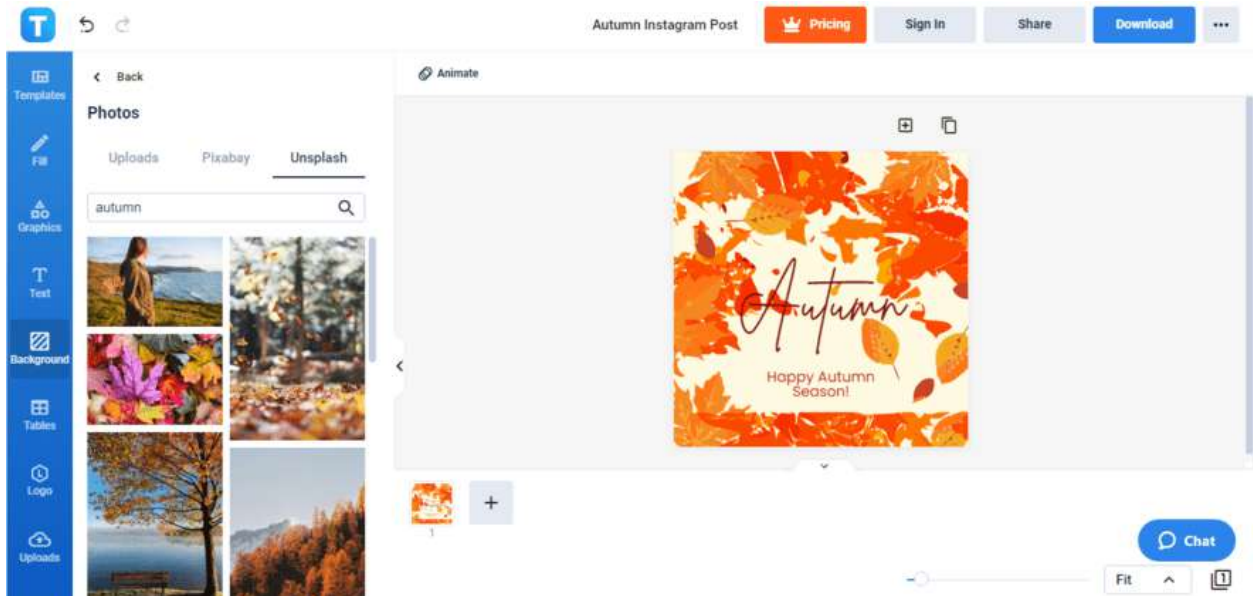 T
Autumn Instagram Post
Pricing
Sign In
Share
Download
Templates
Fill
Graphics
Text
Background
Tables
Logo
Uploads
Back
Photos
Uploads Pixabay Unsplash
autumn
Animate
Autumn
Happy Autumn
Season!
1
Chat
Fit
1